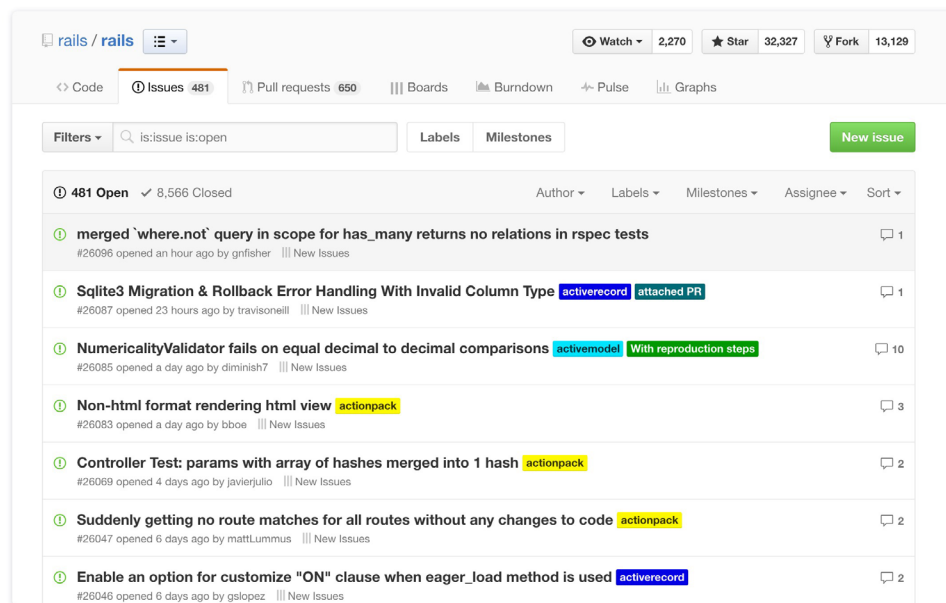 rails / rails
Watch 2,270 Star 32,327 Fork 13,129
Code Issues 481 Pull requests 650 Boards Burndown Pulse Graphs
Filters is:issue is:open Labels Milestones New issue
481 Open 8,566 Closed Author Labels Milestones Assignee Sort
merged `where.not` query in scope for has_many returns no relations in rspec tests 1
#26096 opened an hour ago by gnfisher New Issues
Sqlite3 Migration & Rollback Error Handling With Invalid Column Type activerecord attached PR 1
#26087 opened 23 hours ago by travisoneill New Issues
NumericalityValidator fails on equal decimal to decimal comparisons activemodel With reproduction steps 10
#26085 opened a day ago by diminish7 New Issues
Non-html format rendering html view actionpack 3
#26083 opened a day ago by bboe New Issues
Controller Test: params with array of hashes merged into 1 hash actionpack 2
#26069 opened 4 days ago by javierjulio New Issues
Suddenly getting no route matches for all routes without any changes to code actionpack 2
#26047 opened 6 days ago by mattLummus New Issues
Enable an option for customize "ON" clause when eager_load method is used activerecord 2
#26046 opened 6 days ago by gslopez New Issues